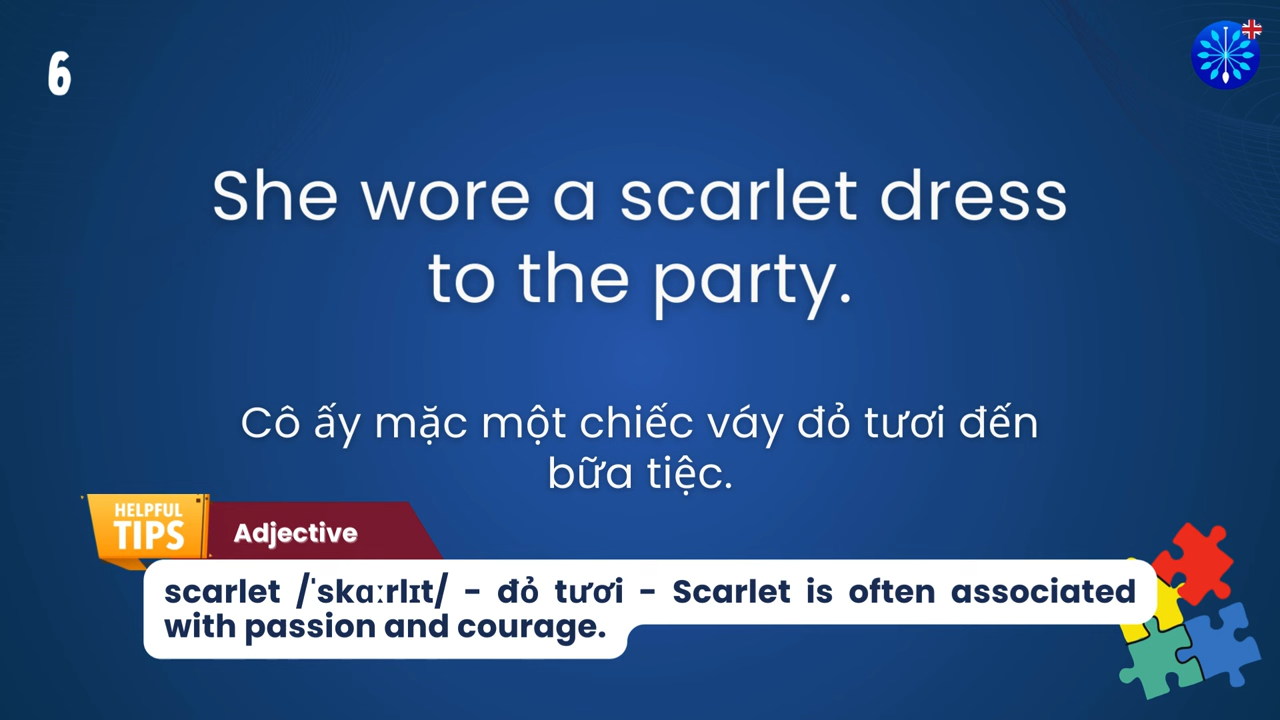 6
She wore a scarlet dress
to the party.
Cô ấy mặc một chiếc váy đỏ tươi đến
bữa tiệc.
HELPFUL
TIPS
Adjective
scarlet /ˈskɑːrlɪt/ - đỏ tươi - Scarlet is often associated
with passion and courage.